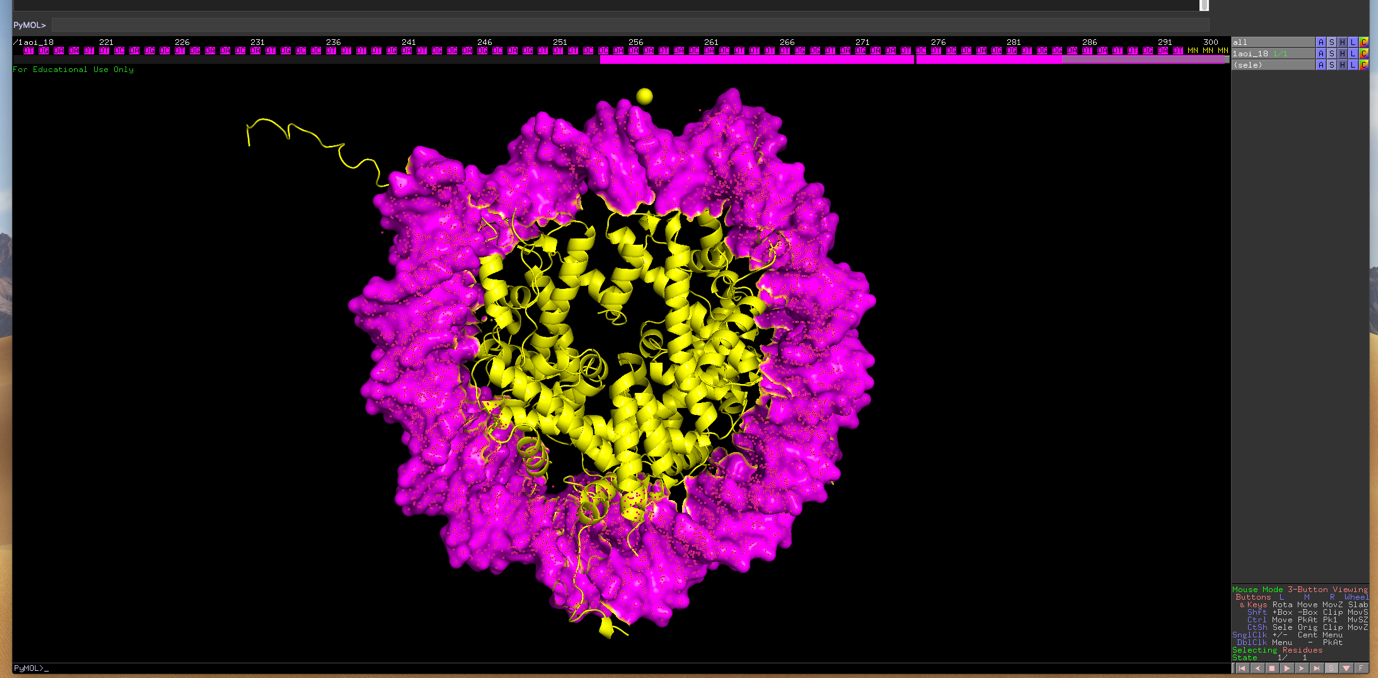 PyMOL>
/1aoi_18 221 226 231 236 241 246 251 256 261 266 271 276 281 286 291 300
MN MN MN
For Educational Use Only
all A S H L C
1aoi_18 1/1 A S H L C
(sele) A S H L C
Mouse Mode 3-Button Viewing
Buttons L M R Wheel
& Keys Rota Move MovZ Slab
Shft +Box -Box Clip MovS
Ctrl Move PkAt Pk1 MvSZ
CtSh Sele Orig Clip MovZ
SnglClk +/- Cent Menu
DblClk Menu - PkAt
Selecting Residues
State 1/ 1
PyMOL>_
S F